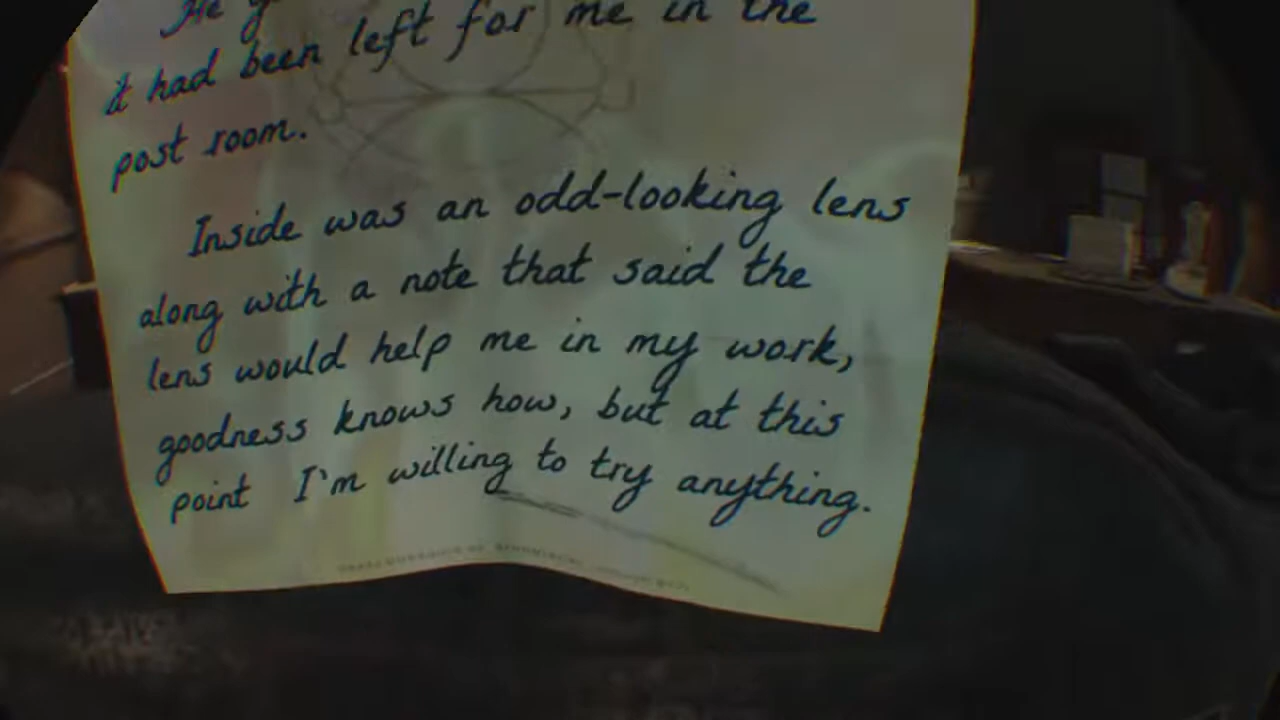 He
it had been left for me in the
post room.
Inside was an odd-looking lens
along with a note that said the
lens would help me in my work,
goodness knows how, but at this
point I'm willing to try anything.